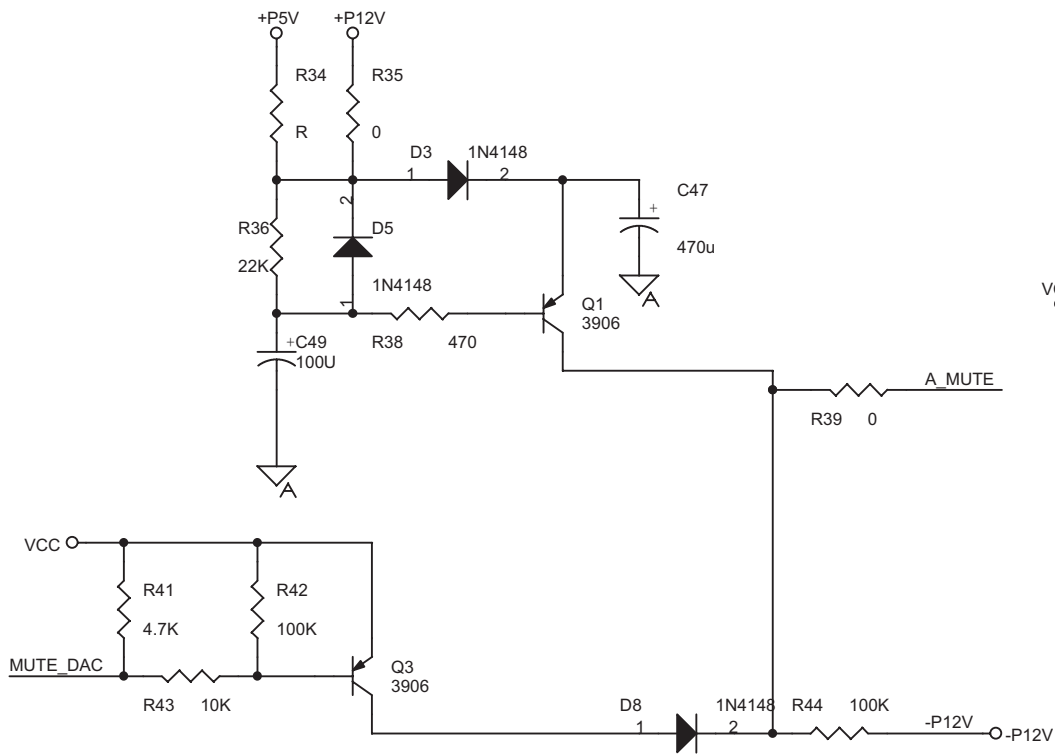 +P5V +P12V
R34 R35
R 0
D3 1N4148
1 2
C47
2
+
R36 D5
470u
22K
A
1N4148
1
Q1
3906
+C49
R38 470
100U
A_MUTE
R39 0
A
VCC
R41 R42
4.7K 100K
MUTE_DAC
Q3
3906
R43 10K
D8 1N4148 R44 100K
1 2
-P12V
-P12V